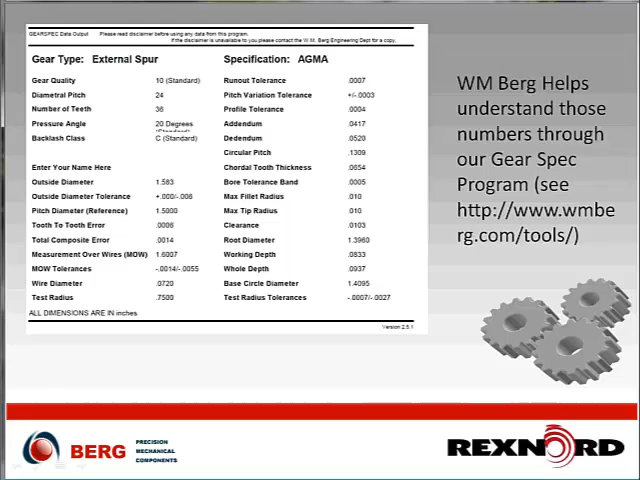 GEARSPEC Data Output Please read disclaimer before using any data from this program.
If the disclaimer is unavailable to you please contact the W.M. Berg Engineering Dept for a copy.
Gear Type: External Spur Specification: AGMA
Gear Quality 10 (Standard) Runout Tolerance .0007
Diametral Pitch 24 Pitch Variation Tolerance +/-.0003
Number of Teeth 36 Profile Tolerance .0004
Pressure Angle 20 Degrees (Standard) Addendum .0417
Backlash Class C (Standard) Dedendum .0520
Circular Pitch .1309
Enter Your Name Here Chordal Tooth Thickness .0654
Outside Diameter 1.583 Bore Tolerance Band .0005
Outside Diameter Tolerance +.000/-.006 Max Fillet Radius .010
Pitch Diameter (Reference) 1.5000 Max Tip Radius .010
Tooth To Tooth Error .0006 Clearance .0103
Total Composite Error .0014 Root Diameter 1.3960
Measurement Over Wires (MOW) 1.6007 Working Depth .0833
MOW Tolerances -.0014/-.0055 Whole Depth .0937
Wire Diameter .0720 Base Circle Diameter 1.4095
Test Radius .7500 Test Radius Tolerances -.0007/-.0027
ALL DIMENSIONS ARE IN inches
Version 2.5.1
WM Berg Helps
understand those
numbers through
our Gear Spec
Program (see
http://www.wmbe
rg.com/tools/)
BERG
PRECISION
MECHANICAL
COMPONENTS
REXNORD